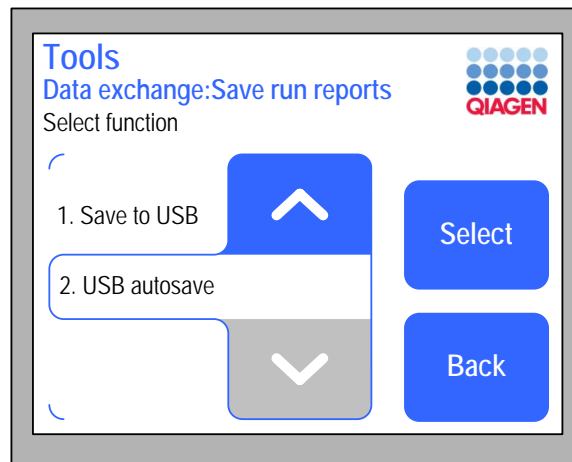 Tools
Data exchange:Save run reports
Select function
QIAGEN
1. Save to USB
Select
2. USB autosave
Back